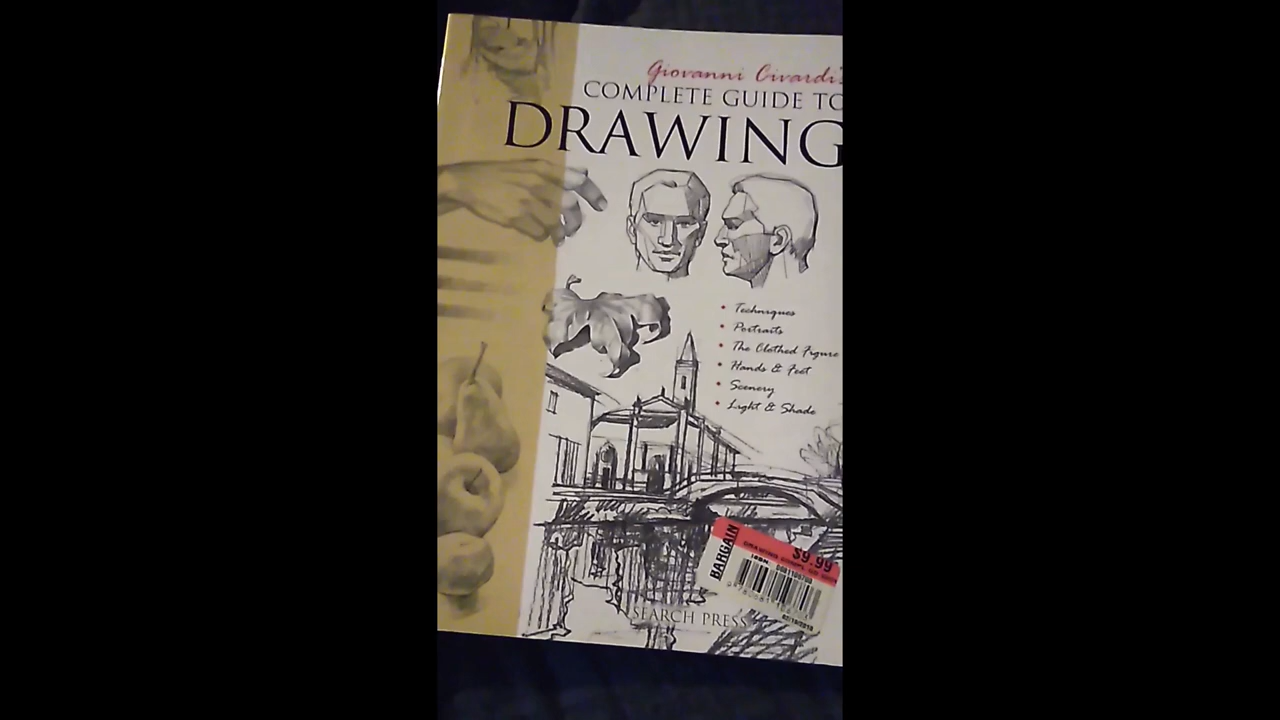 Giovanni Civardi's
COMPLETE GUIDE TO
DRAWING
• Techniques
• Portraits
• The Clothed Figure
• Hands & Feet
• Scenery
• Light & Shade
BARGAIN
$9.99
ISBN.
SEARCH PRESS